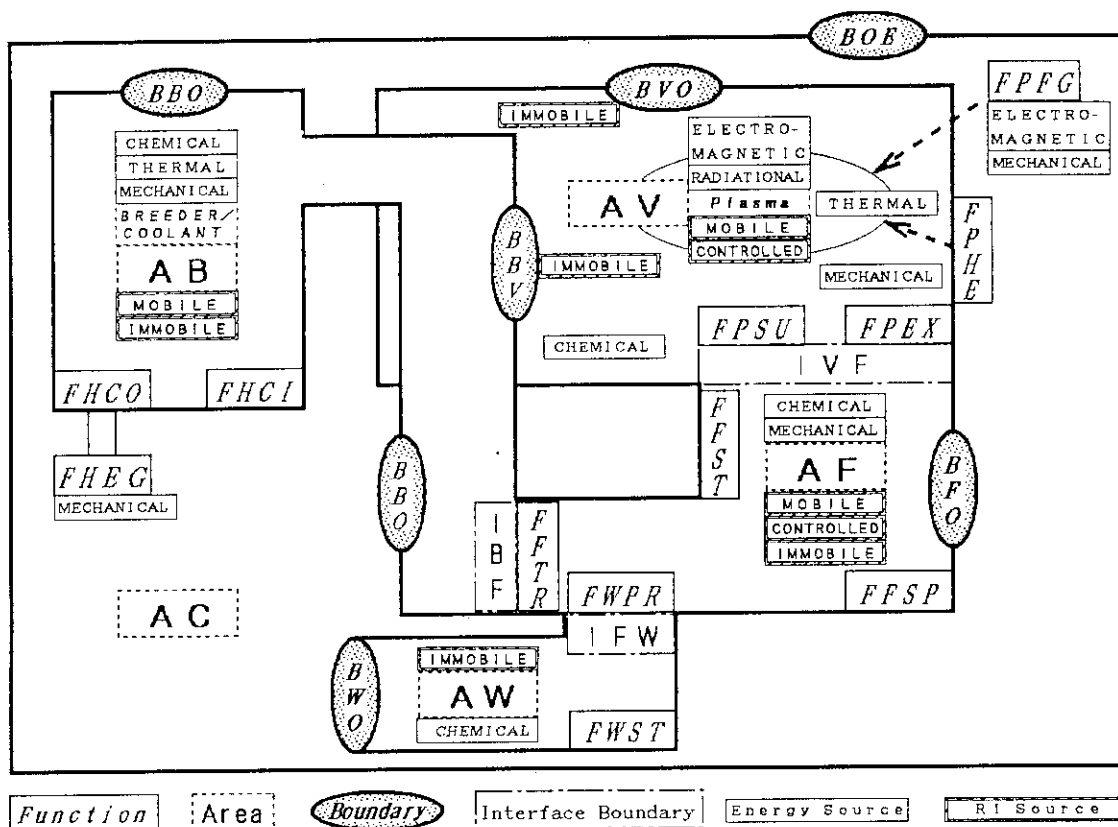 BOE
BBO
BVO
FPFG
ELECTRO-
MAGNETIC
MECHANICAL
IMMOBILE
CHEMICAL
THERMAL
MECHANICAL
BREEDER/
COOLANT
AB
MOBILE
IMMOBILE
ELECTRO-
MAGNETIC
RADIATIONAL
Plasma
MOBILE
CONTROLLED
AV
THERMAL
MECHANICAL
FPHE
BBV
IMMOBILE
CHEMICAL
FPSU
FPEX
IVF
FHCO
FHCI
FHEG
MECHANICAL
BBO
FFST
CHEMICAL
MECHANICAL
AF
MOBILE
CONTROLLED
IMMOBILE
BFO
IBF
FFTR
FWPR
FFSP
IFW
AC
BWO
IMMOBILE
AW
CHEMICAL
FWST
Function
Area
Boundary
Interface Boundary
Energy Source
RI Source